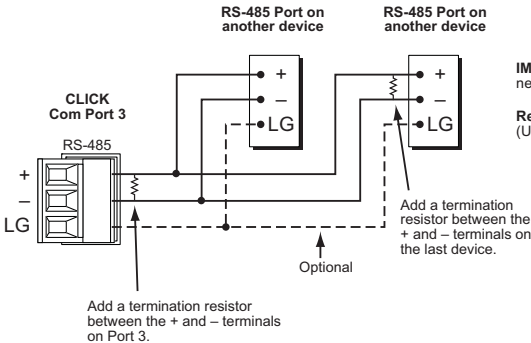 RS-485 Port on
another device
RS-485 Port on
another device
CLICK
Com Port 3
RS-485
+
–
LG
+
–
LG
+
–
LG
Add a termination
resistor between the
+ and – terminals on
the last device.
Optional
Add a termination resistor
between the + and – terminals
on Port 3.
IM
ne
Re
(U